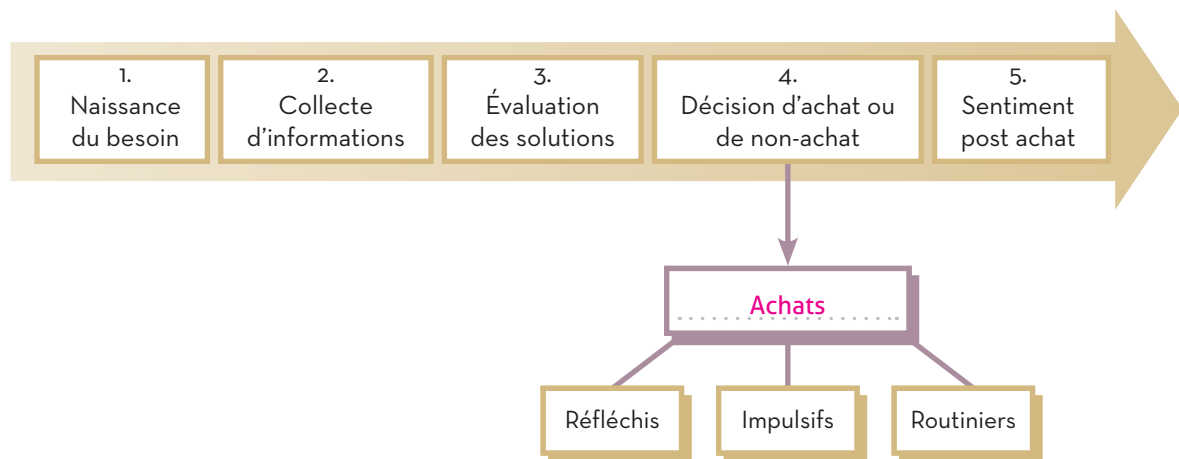 1.
Naissance
du besoin
2.
Collecte
d'informations
3.
Évaluation
des solutions
4.
Décision d'achat ou
de non-achat
5.
Sentiment
post achat
Achats
Réfléchis
Impulsifs
Routiniers